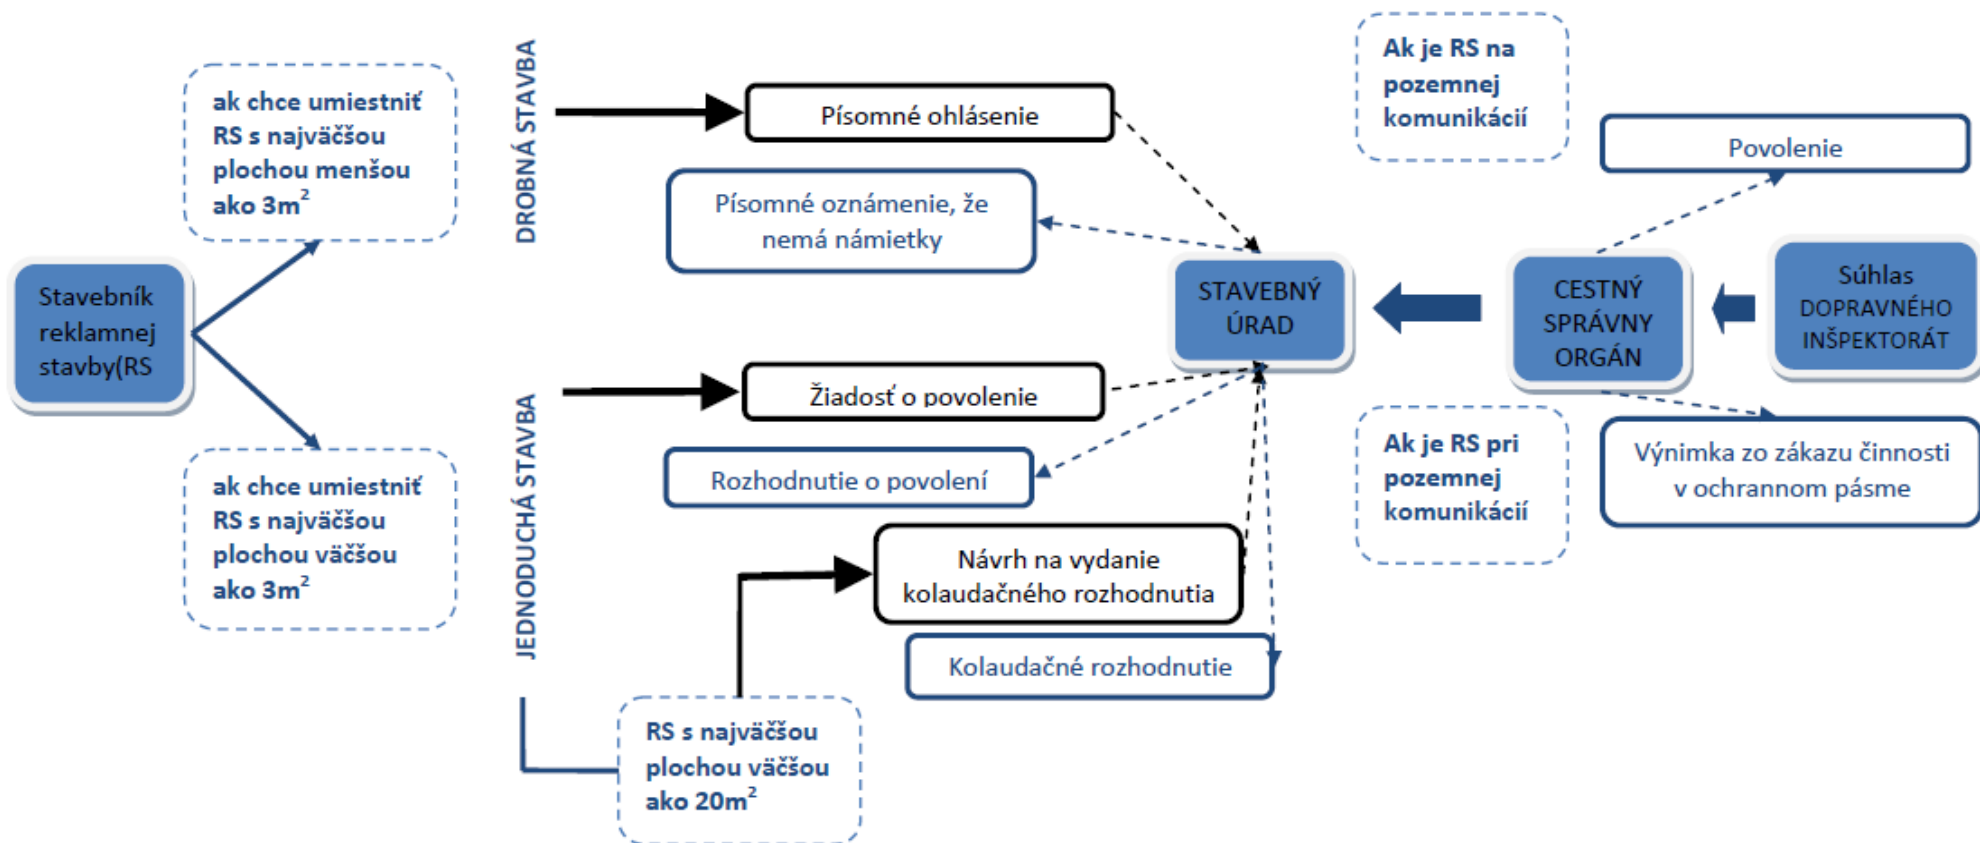 Stavebník
reklamnej
stavby(RS
ak chce umiestniť
RS s najväčšou
plochou menšou
ako 3m²
ak chce umiestniť
RS s najväčšou
plochou väčšou
ako 3m²
DROBNÁ STAVBA
Písomné ohlásenie
Písomné oznámenie, že
nemá námietky
JEDNODUCHÁ STAVBA
Žiadosť o povolenie
Rozhodnutie o povolení
Návrh na vydanie
kolaudačného rozhodnutia
Kolaudačné rozhodnutie
RS s najväčšou
plochou väčšou
ako 20m²
STAVEBNÝ
ÚRAD
Ak je RS na
pozemnej
komunikácií
Ak je RS pri
pozemnej
komunikácií
CESTNÝ
SPRÁVNY
ORGÁN
Povolenie
Výnimka zo zákazu činnosti
v ochrannom pásme
Súhlas
DOPRAVNÉHO
INŠPEKTORÁT